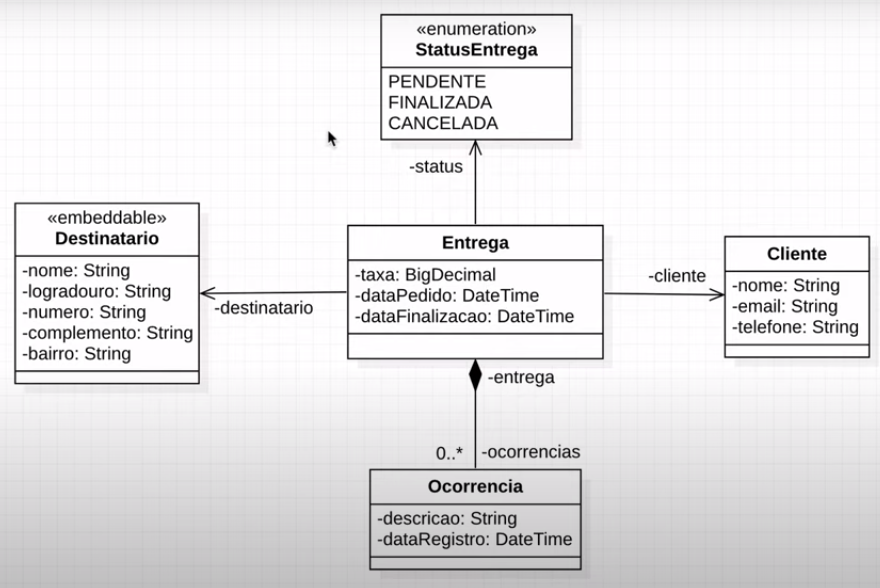 «enumeration»
StatusEntrega
PENDENTE
FINALIZADA
CANCELADA
-status
«embeddable»
Destinatario
-nome: String
-logradouro: String
-numero: String
-complemento: String
-bairro: String
-destinatario
Entrega
-taxa: BigDecimal
-dataPedido: DateTime
-dataFinalizacao: DateTime
-cliente
Cliente
-nome: String
-email: String
-telefone: String
-entrega
0..* -ocorrencias
Ocorrencia
-descricao: String
-dataRegistro: DateTime